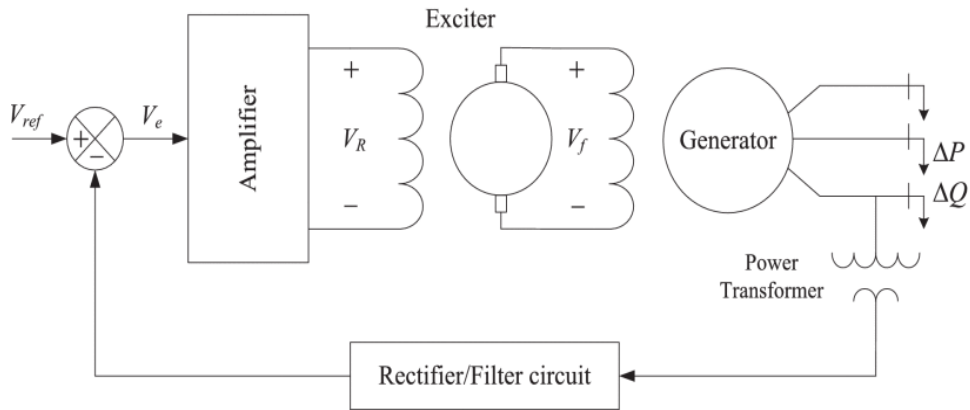 Exciter
V_ref
+
−
V_e
Amplifier
+
V_R
−
+
V_f
−
Generator
ΔP
ΔQ
Power
Transformer
Rectifier/Filter circuit